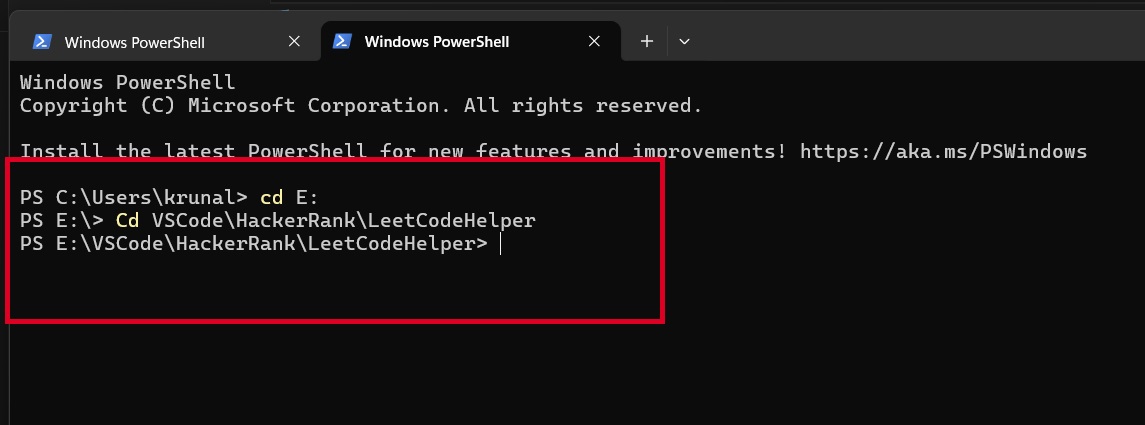 Windows PowerShell
Windows PowerShell
Windows PowerShell
Copyright (C) Microsoft Corporation. All rights reserved.
Install the latest PowerShell for new features and improvements! https://aka.ms/PSWindows
PS C:\Users\krunal> cd E:
PS E:\> Cd VSCode\HackerRank\LeetCodeHelper
PS E:\VSCode\HackerRank\LeetCodeHelper>